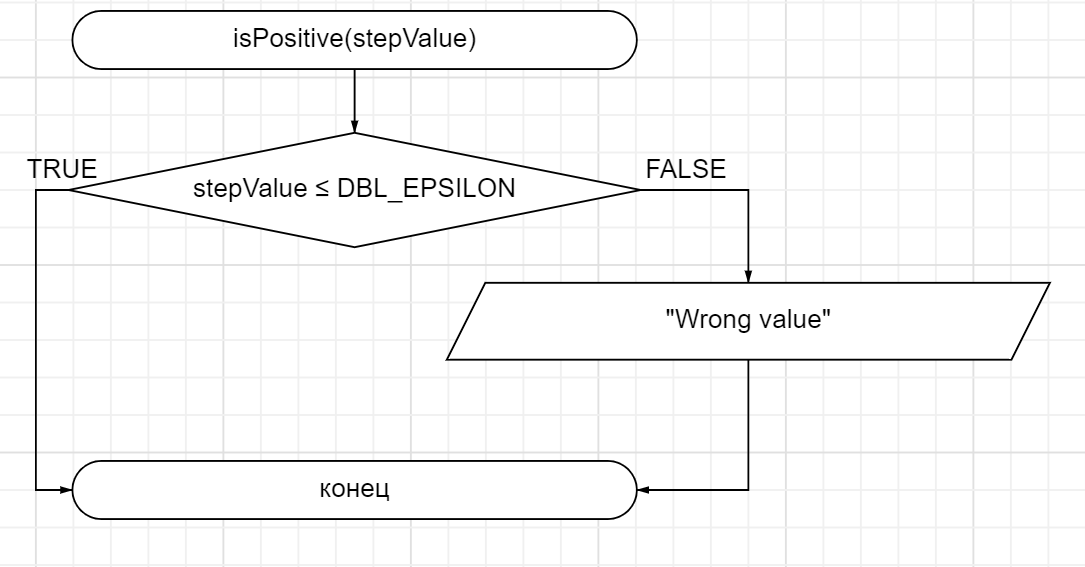 isPositive(stepValue)
TRUE
stepValue ≤ DBL_EPSILON
FALSE
"Wrong value"
конец